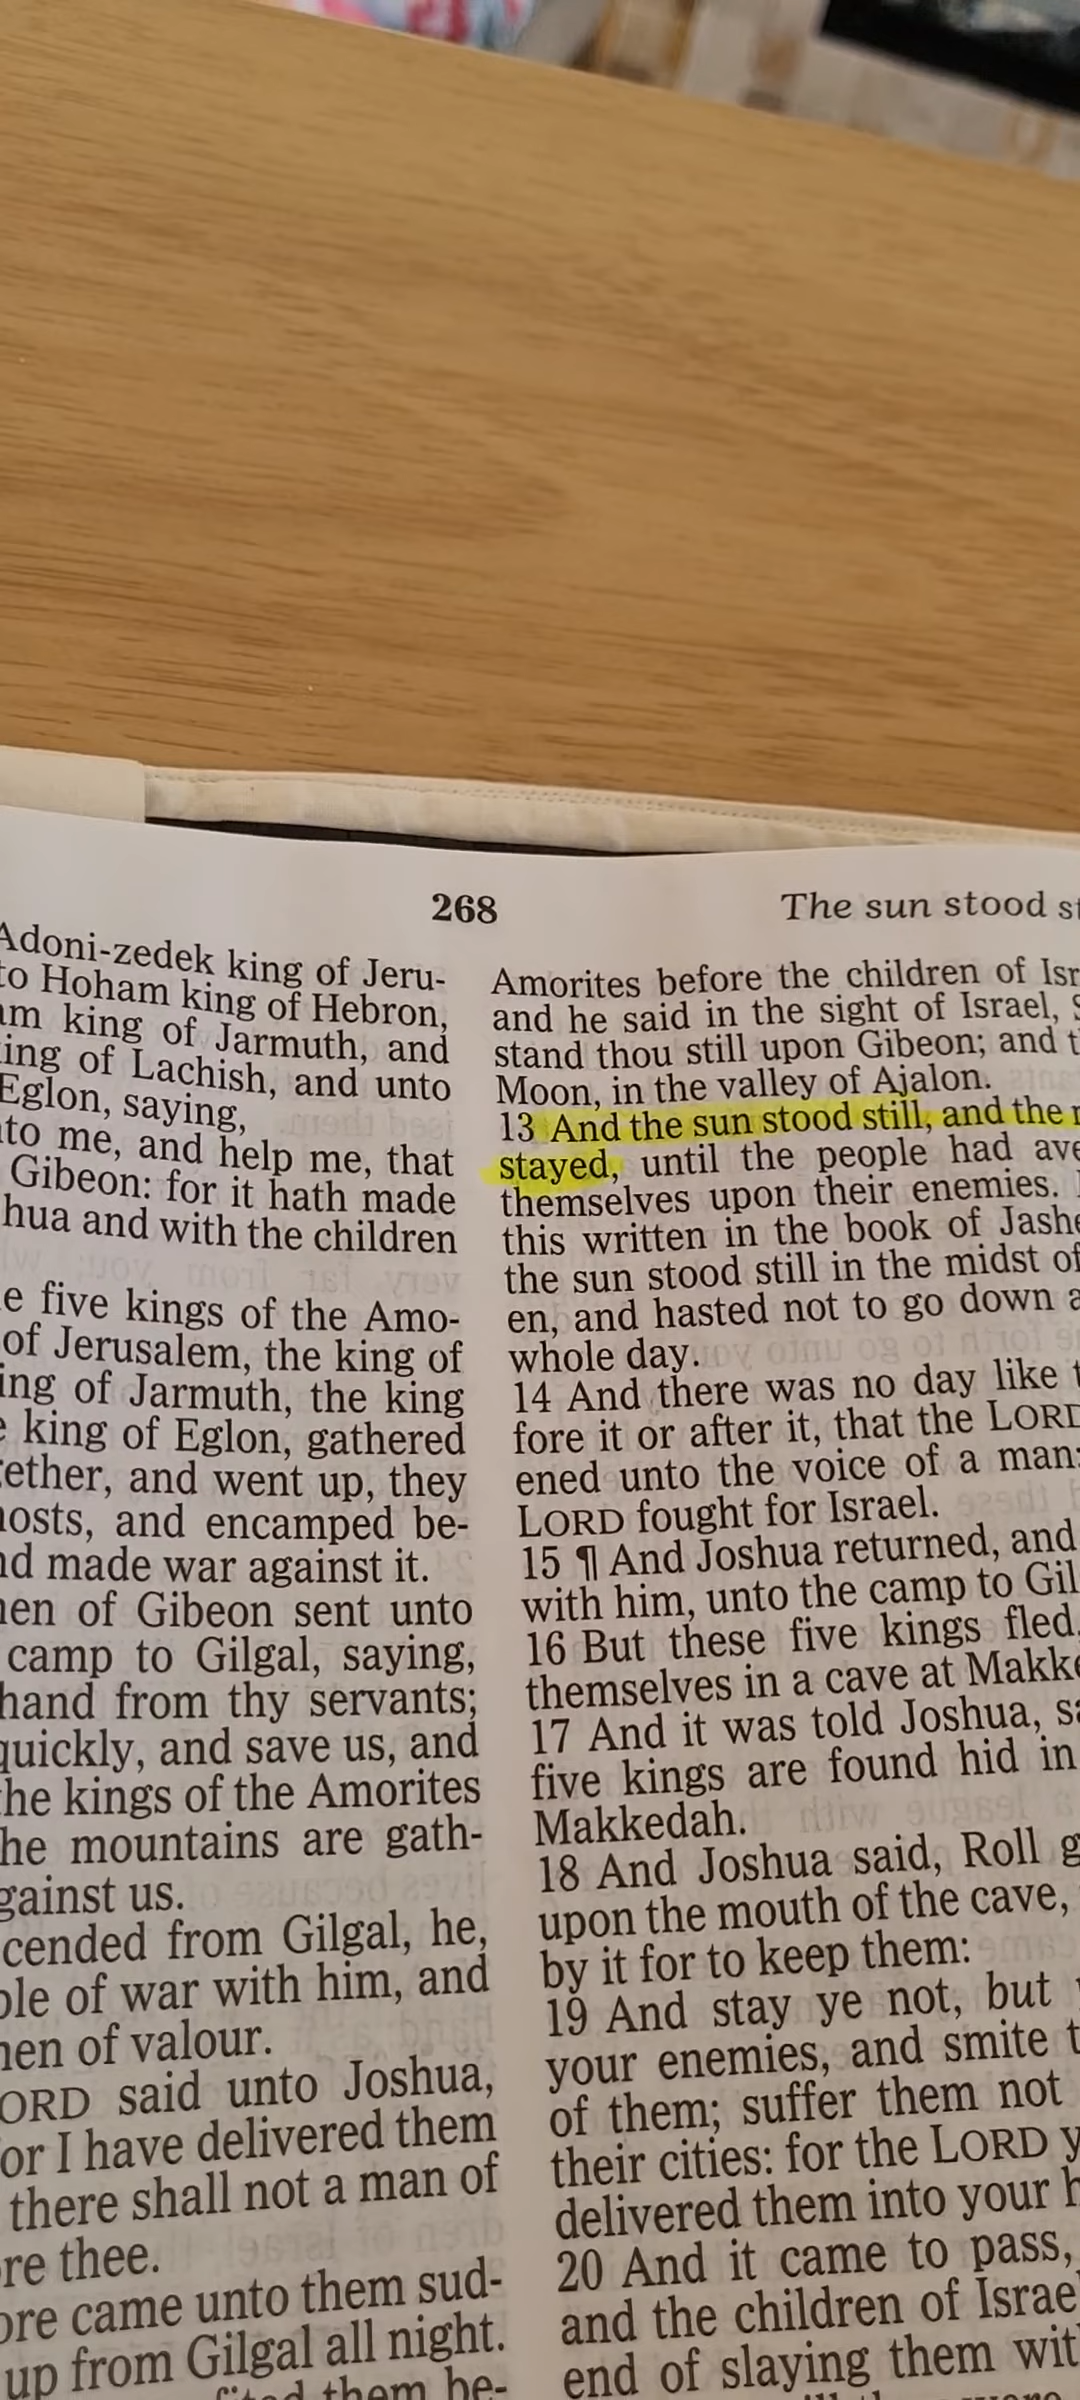 268
The sun stood
Adoni-zedek king of Jeru-
to Hoham king of Hebron,
king of Jarmuth, and
king of Lachish, and unto
Eglon, saying,
to me, and help me, that
Gibeon: for it hath made
hua and with the children
five kings of the Amo-
of Jerusalem, the king of
ing of Jarmuth, the king
king of Eglon, gathered
ether, and went up, they
hosts, and encamped be-
nd made war against it.
men of Gibeon sent unto
camp to Gilgal, saying,
hand from thy servants;
quickly, and save us, and
the kings of the Amorites
he mountains are gath-
gainst us.
cended from Gilgal, he,
ple of war with him, and
men of valour.
ORD said unto Joshua,
for I have delivered them
there shall not a man of
re thee.
ore came unto them sud-
up from Gilgal all night.
them be-
Amorites before the children of Isr
and he said in the sight of Israel, S
stand thou still upon Gibeon; and t
Moon, in the valley of Ajalon.
13 And the sun stood still, and the
stayed, until the people had ave
themselves upon their enemies.
this written in the book of Jashe
the sun stood still in the midst of
en, and hasted not to go down a
whole day.
14 And there was no day like t
fore it or after it, that the LORD
ened unto the voice of a man:
LORD fought for Israel.
15 ¶ And Joshua returned, and
with him, unto the camp to Gil
16 But these five kings fled,
themselves in a cave at Makke
17 And it was told Joshua, sa
five kings are found hid in
Makkedah.
18 And Joshua said, Roll g
upon the mouth of the cave,
by it for to keep them:
19 And stay ye not, but
your enemies, and smite t
of them; suffer them not
their cities: for the LORD y
delivered them into your h
20 And it came to pass,
and the children of Israe
end of slaying them wit